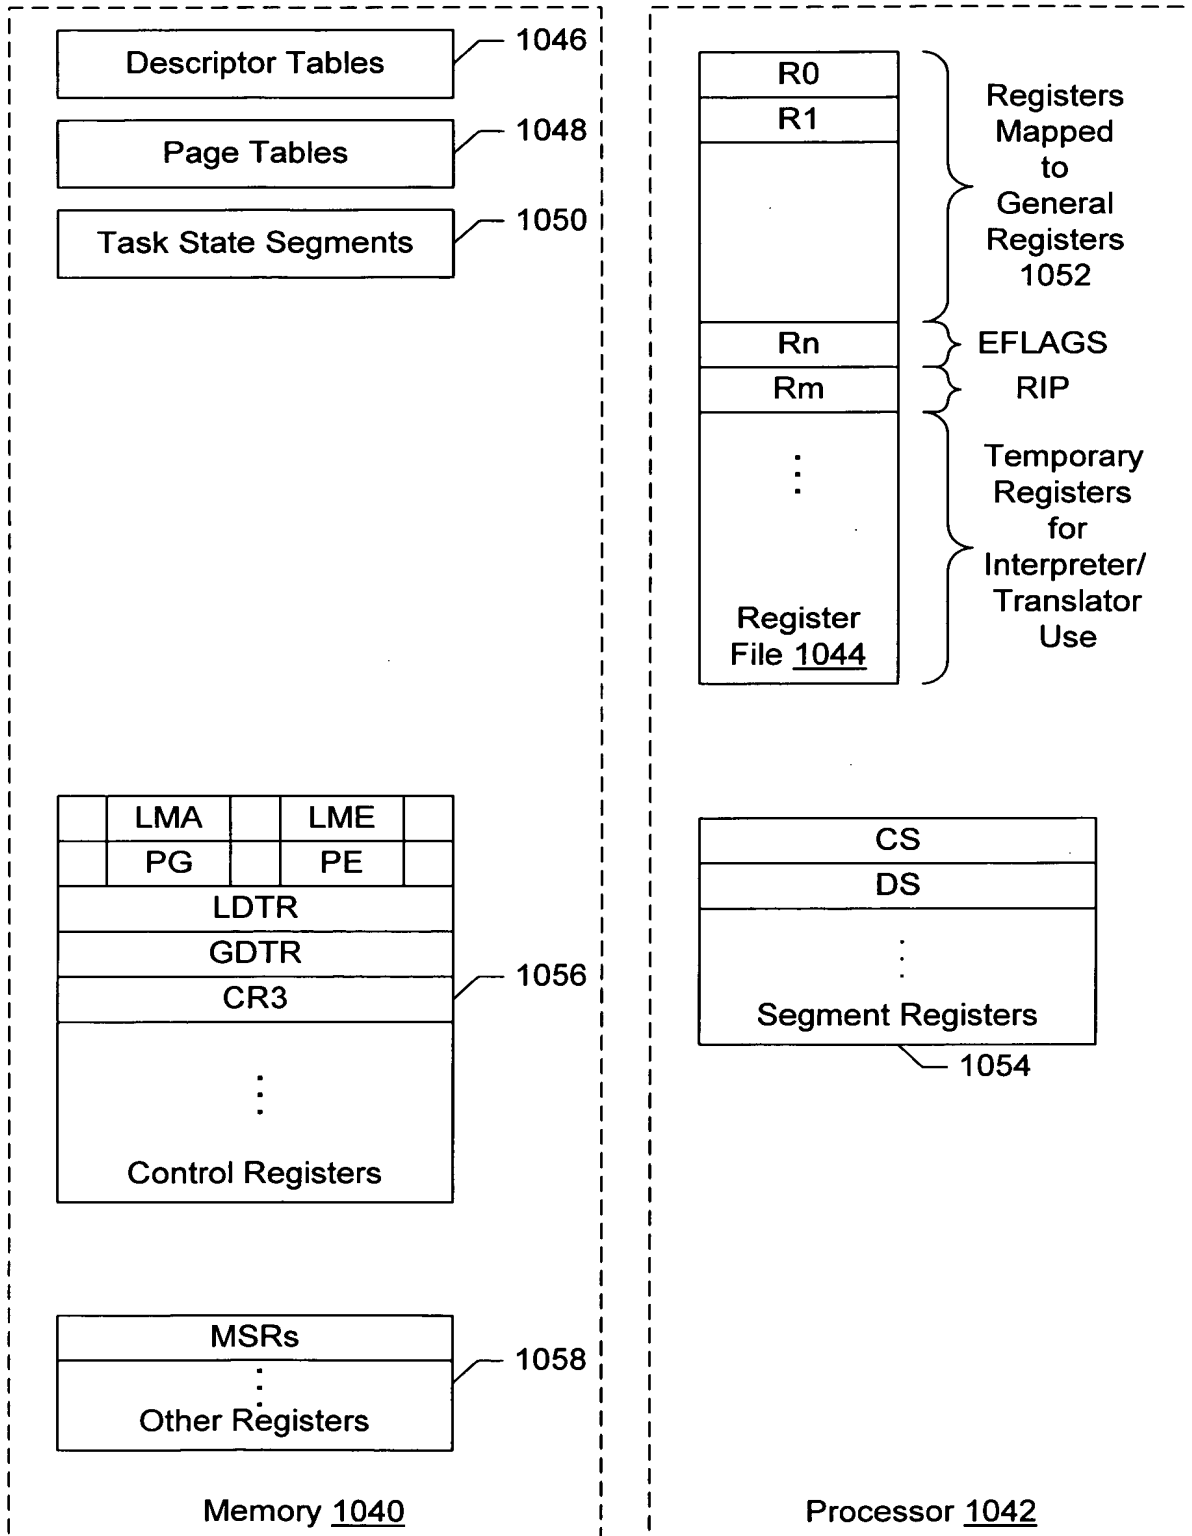 Descriptor Tables
1046
Page Tables
1048
Task State Segments
1050
LMA
LME
PG
PE
LDTR
GDTR
CR3
1056
Control Registers
MSRs
1058
Other Registers
Memory 1040
R0
R1
Registers
Mapped
to
General
Registers
1052
Rn
EFLAGS
Rm
RIP
Temporary
Registers
for
Interpreter/
Translator
Use
Register
File 1044
CS
DS
Segment Registers
1054
Processor 1042